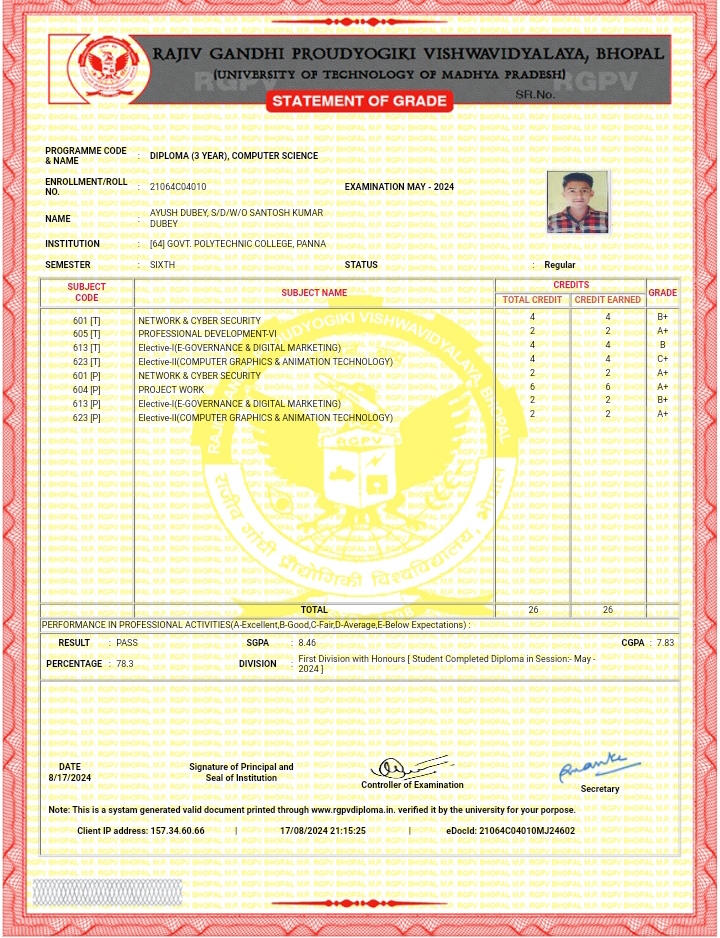 RAJIV GANDHI PROUDYOGIKI VISHWAVIDYALAYA, BHOPAL
(UNIVERSITY OF TECHNOLOGY OF MADHYA PRADESH)
RGPV RGPV
SR.No.
STATEMENT OF GRADE
PROGRAMME CODE & NAME : DIPLOMA (3 YEAR), COMPUTER SCIENCE
ENROLLMENT/ROLL NO. : 21064C04010 EXAMINATION MAY - 2024
NAME : AYUSH DUBEY, S/D/W/O SANTOSH KUMAR
DUBEY
INSTITUTION : [64] GOVT. POLYTECHNIC COLLEGE, PANNA
SEMESTER : SIXTH STATUS : Regular
SUBJECT CODE SUBJECT NAME CREDITS GRADE
TOTAL CREDIT CREDIT EARNED
601 [T] NETWORK & CYBER SECURITY 4 4 B+
605 [T] PROFESSIONAL DEVELOPMENT-VI 2 2 A+
613 [T] Elective-I(E-GOVERNANCE & DIGITAL MARKETING) 4 4 B
623 [T] Elective-II(COMPUTER GRAPHICS & ANIMATION TECHNOLOGY) 4 4 C+
601 [P] NETWORK & CYBER SECURITY 2 2 A+
604 [P] PROJECT WORK 6 6 A+
613 [P] Elective-I(E-GOVERNANCE & DIGITAL MARKETING) 2 2 B+
623 [P] Elective-II(COMPUTER GRAPHICS & ANIMATION TECHNOLOGY) 2 2 A+
RGPV
राजीव गांधी प्रौद्योगिकी विश्वविद्यालय, भोपाल
TOTAL 26 26
PERFORMANCE IN PROFESSIONAL ACTIVITIES(A-Excellent,B-Good,C-Fair,D-Average,E-Below Expectations) :
RESULT : PASS SGPA : 8.46 CGPA : 7.83
PERCENTAGE : 78.3 DIVISION : First Division with Honours [ Student Completed Diploma in Session:- May -
2024 ]
DATE
8/17/2024
Signature of Principal and
Seal of Institution
Controller of Examination
Secretary
Note: This is a systam generated valid document printed through www.rgpvdiploma.in. verified it by the university for your porpose.
Client IP address: 157.34.60.66 | 17/08/2024 21:15:25 | eDocId: 21064C04010MJ24602